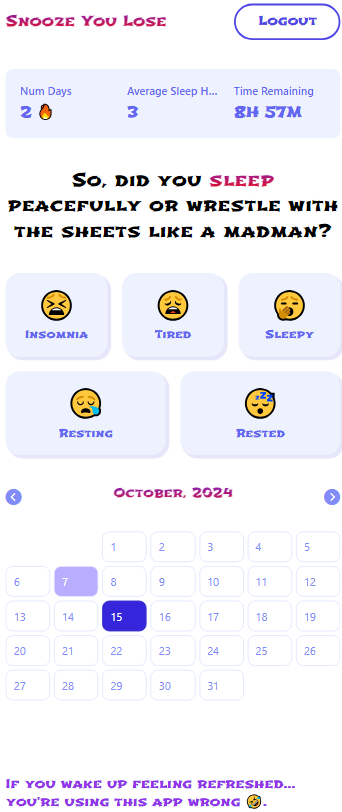 Snooze You Lose
Logout
Num Days Average Sleep H... Time Remaining
2 🔥 3 8H 57M
So, did you sleep
peacefully or wrestle with
the sheets like a madman?
Insomnia Tired Sleepy
Resting Rested
October, 2024
1 2 3 4 5
6 7 8 9 10 11 12
13 14 15 16 17 18 19
20 21 22 23 24 25 26
27 28 29 30 31
If you wake up feeling refreshed...
you're using this app wrong 🤣.